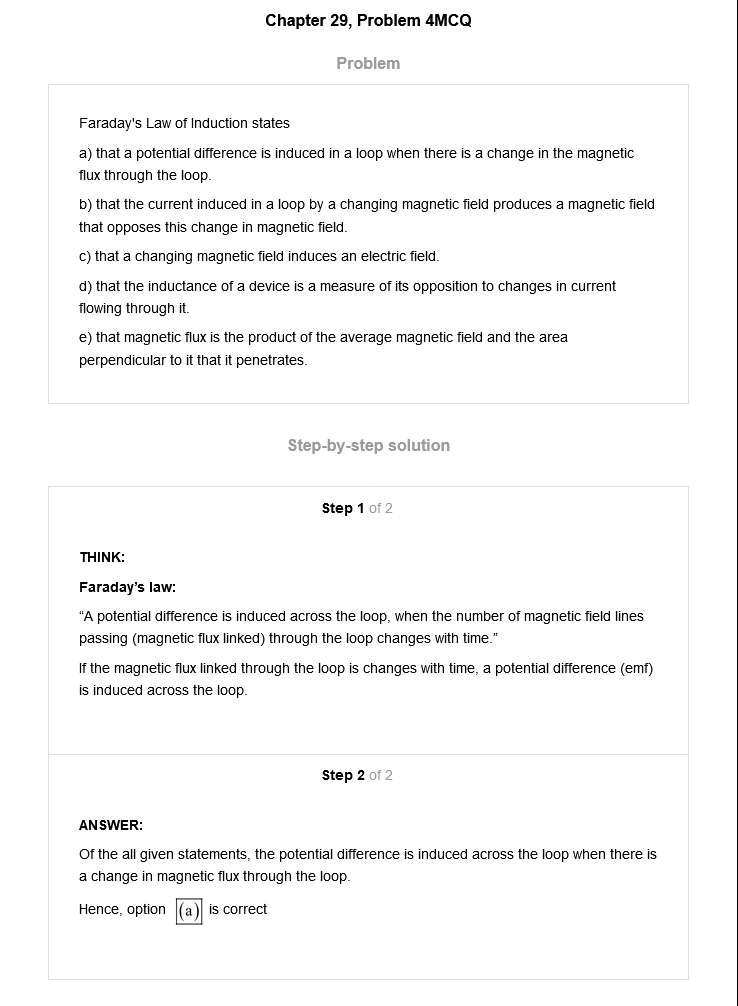 Chapter 29, Problem 4MCQ
Problem
Faraday's Law of Induction states
a) that a potential difference is induced in a loop when there is a change in the magnetic
flux through the loop.
b) that the current induced in a loop by a changing magnetic field produces a magnetic field
that opposes this change in magnetic field.
c) that a changing magnetic field induces an electric field.
d) that the inductance of a device is a measure of its opposition to changes in current
flowing through it.
e) that magnetic flux is the product of the average magnetic field and the area
perpendicular to it that it penetrates.
Step-by-step solution
Step 1 of 2
THINK:
Faraday’s law:
“A potential difference is induced across the loop, when the number of magnetic field lines
passing (magnetic flux linked) through the loop changes with time.”
If the magnetic flux linked through the loop is changes with time, a potential difference (emf)
is induced across the loop.
Step 2 of 2
ANSWER:
Of the all given statements, the potential difference is induced across the loop when there is
a change in magnetic flux through the loop.
Hence, option (a) is correct